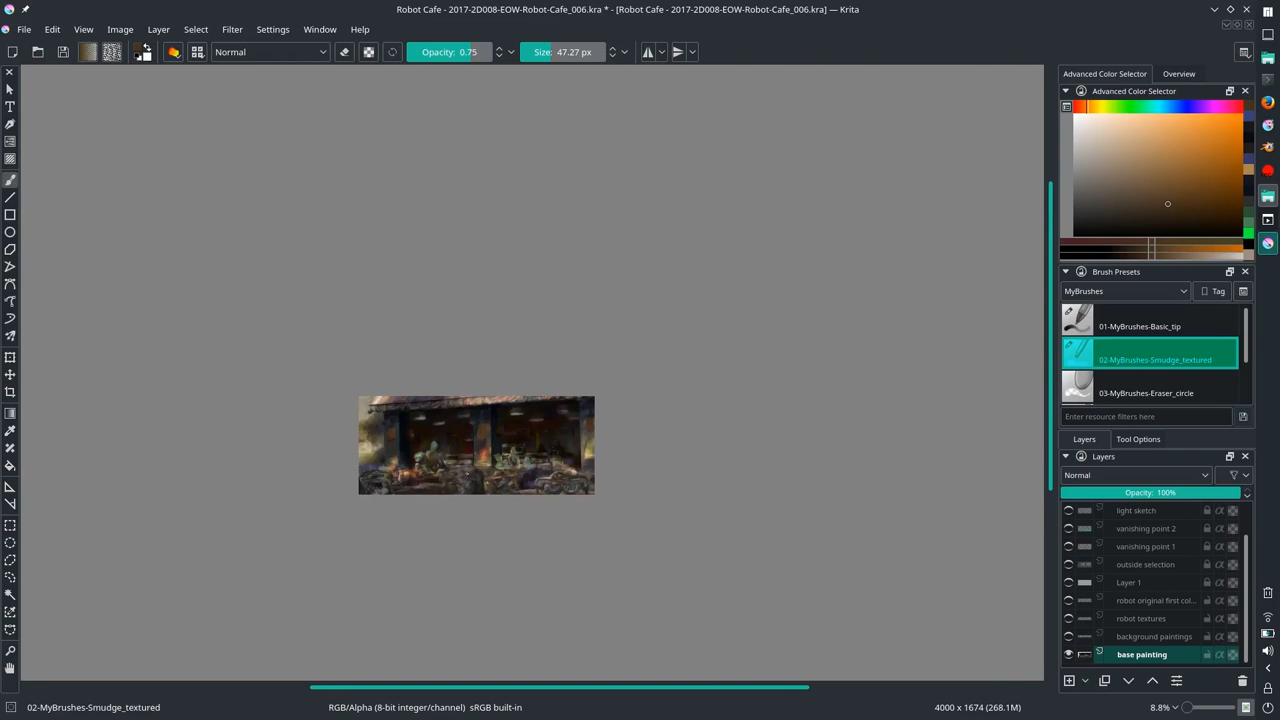 Robot Cafe - 2017-2D008-EOW-Robot-Cafe_006.kra * - [Robot Cafe - 2017-2D008-EOW-Robot-Cafe_006.kra] — Krita
File Edit View Image Layer Select Filter Settings Window Help
Normal Opacity: 0.75 Size: 47.27 px
Advanced Color Selector Overview
Advanced Color Selector
Brush Presets
MyBrushes Tag
01-MyBrushes-Basic_tip
02-MyBrushes-Smudge_textured
03-MyBrushes-Eraser_circle
Enter resource filters here
Layers Tool Options
Layers
Normal
Opacity: 100%
light sketch
vanishing point 2
vanishing point 1
outside selection
Layer 1
robot original first col...
robot textures
background paintings
base painting
02-MyBrushes-Smudge_textured RGB/Alpha (8-bit integer/channel) sRGB built-in 4000 x 1674 (268.1M) 8.8%